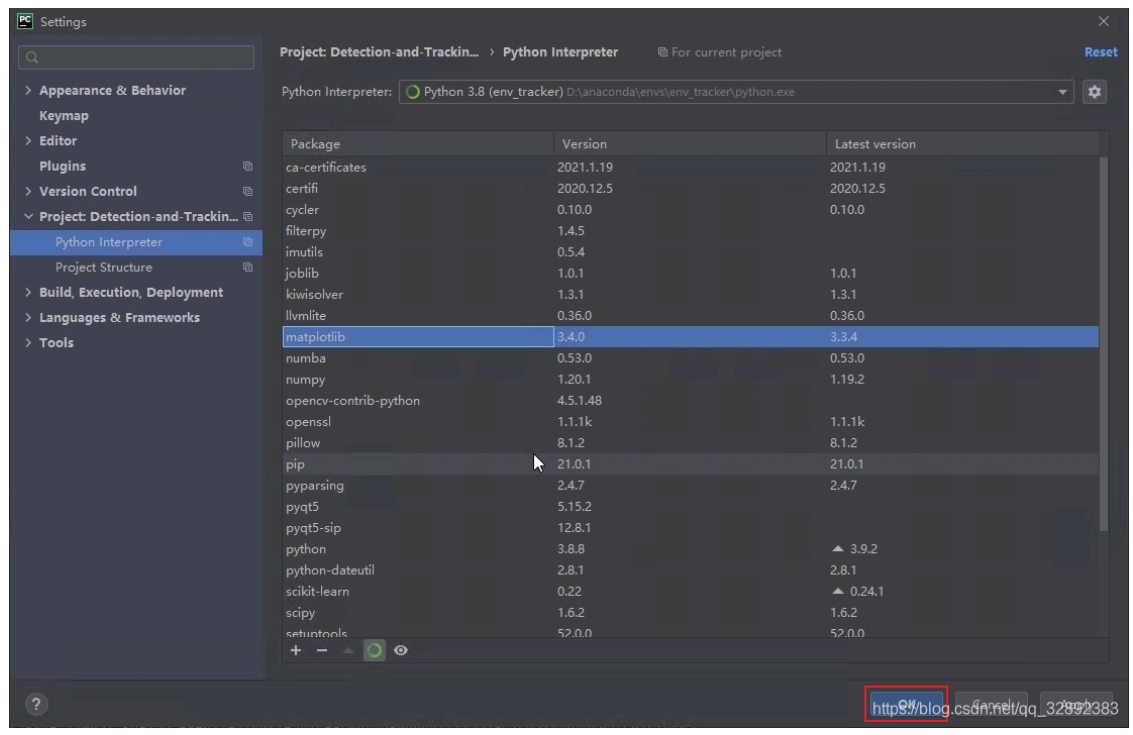 PC Settings
Project: Detection-and-Trackin... › Python Interpreter For current project Reset
Python Interpreter: Python 3.8 (env_tracker) D:\anaconda\envs\env_tracker\python.exe
Appearance & Behavior
Keymap
Editor
Plugins
Version Control
Project: Detection-and-Trackin...
Python Interpreter
Project Structure
Build, Execution, Deployment
Languages & Frameworks
Tools
Package Version Latest version
ca-certificates 2021.1.19 2021.1.19
certifi 2020.12.5 2020.12.5
cycler 0.10.0 0.10.0
filterpy 1.4.5
imutils 0.5.4
joblib 1.0.1 1.0.1
kiwisolver 1.3.1 1.3.1
llvmlite 0.36.0 0.36.0
matplotlib 3.4.0 3.3.4
numba 0.53.0 0.53.0
numpy 1.20.1 1.19.2
opencv-contrib-python 4.5.1.48
openssl 1.1.1k 1.1.1k
pillow 8.1.2 8.1.2
pip 21.0.1 21.0.1
pyparsing 2.4.7 2.4.7
pyqt5 5.15.2
pyqt5-sip 12.8.1
python 3.8.8 ▲ 3.9.2
python-dateutil 2.8.1 2.8.1
scikit-learn 0.22 ▲ 0.24.1
scipy 1.6.2 1.6.2
setuptools 52.0.0 52.0.0
? OK Cancel Apply
https://blog.csdn.net/qq_32892383